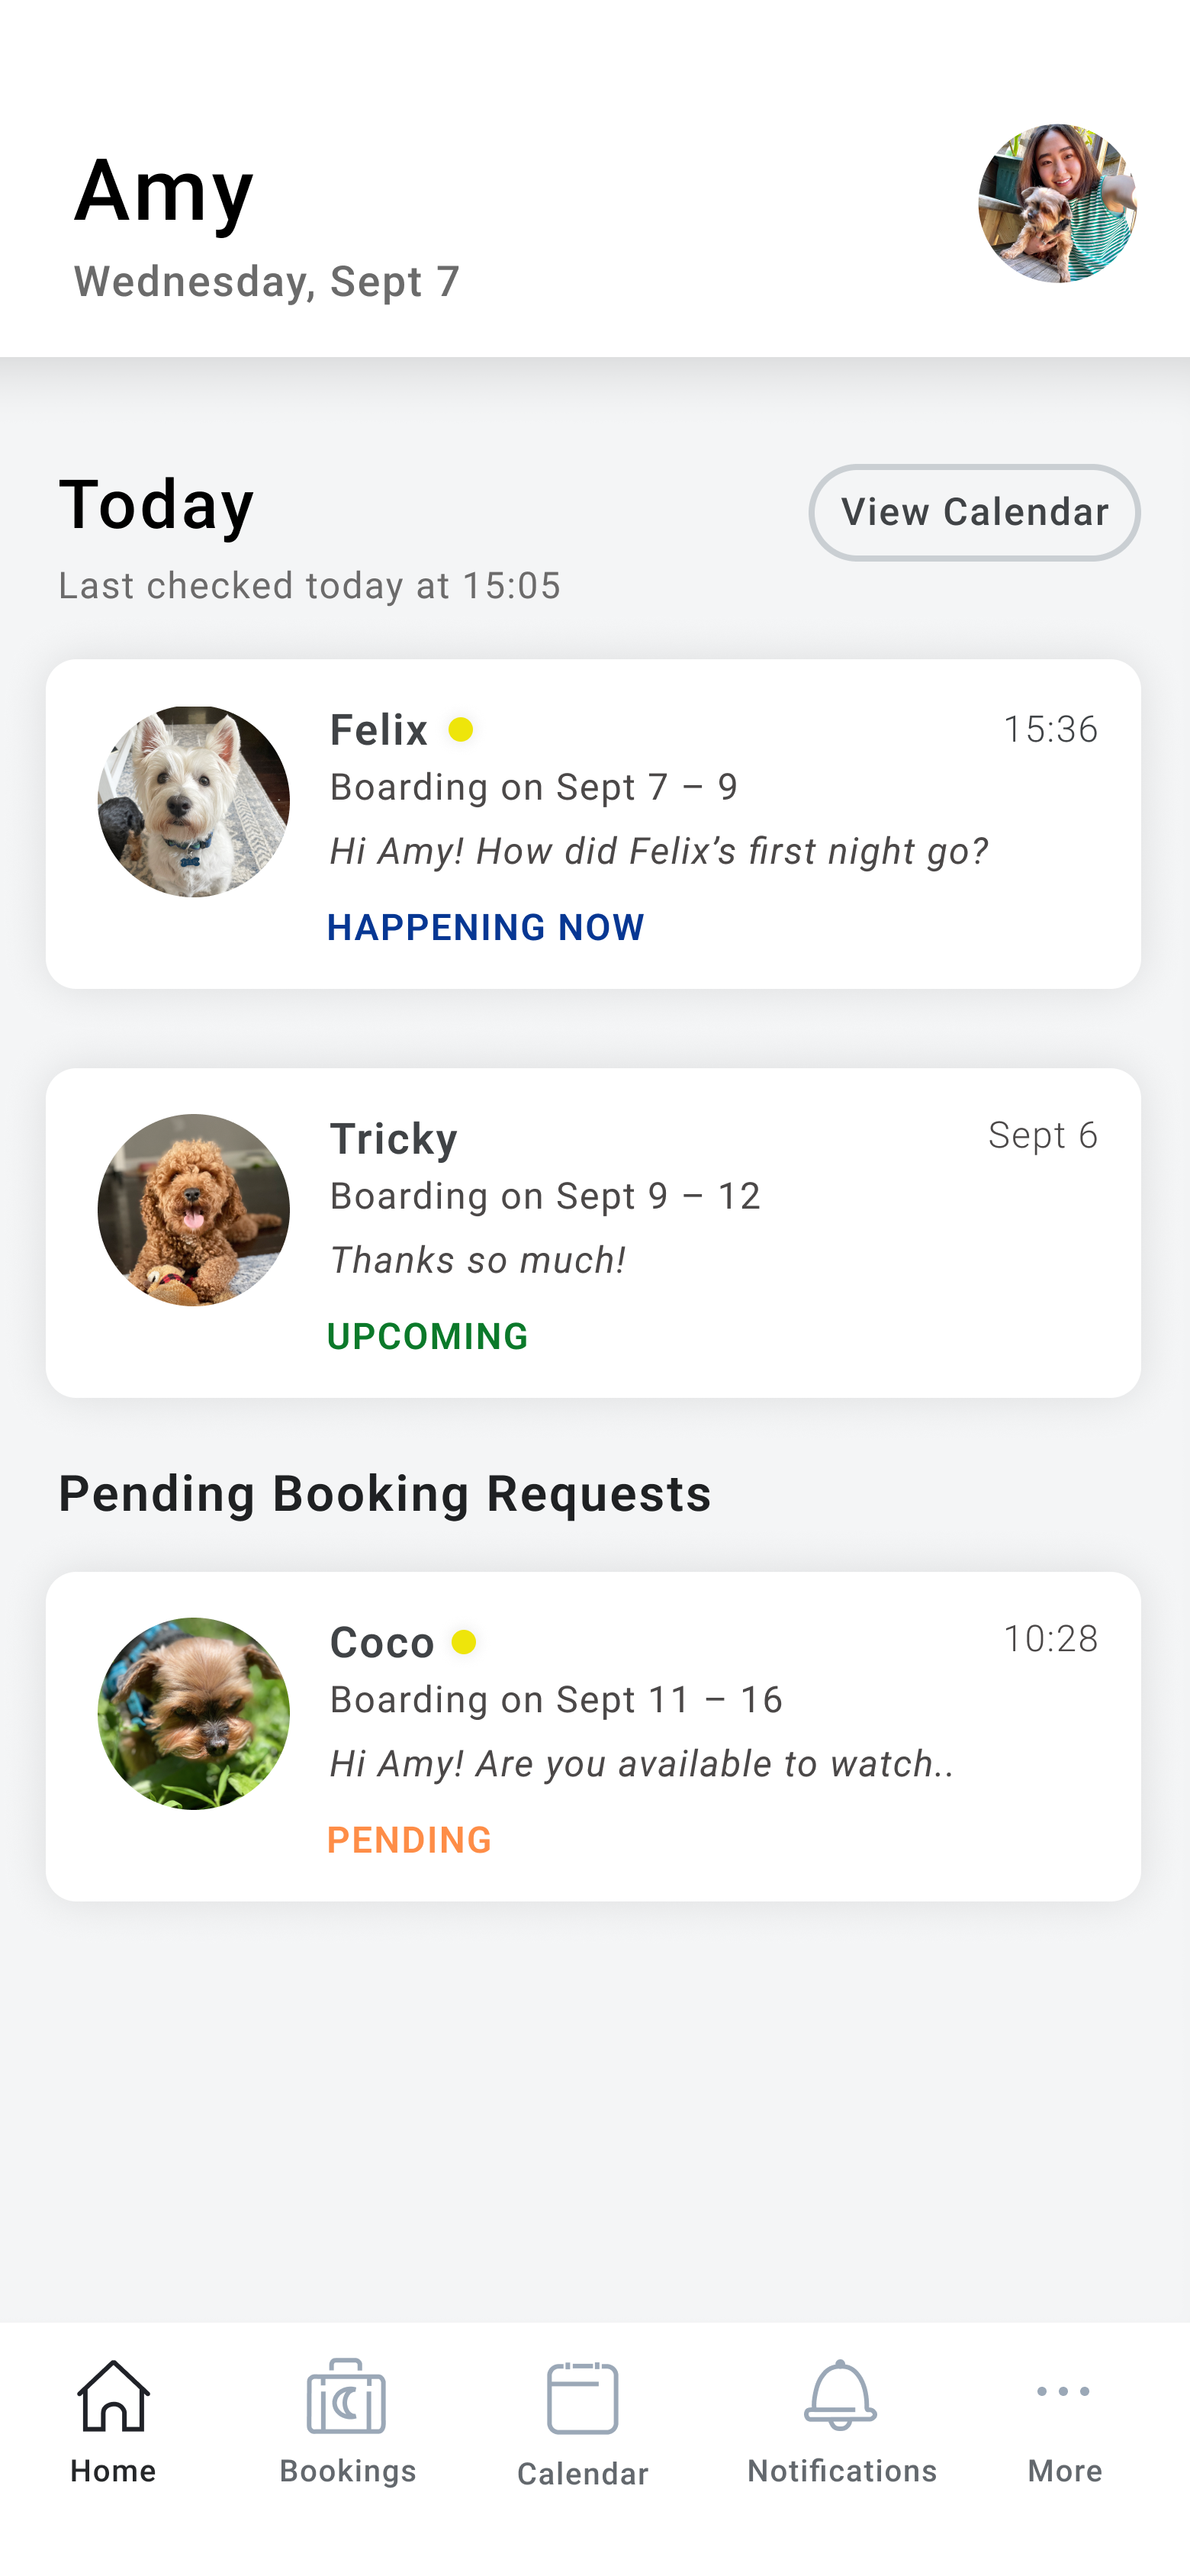 Amy
Wednesday, Sept 7
Today
View Calendar
Last checked today at 15:05
Felix
15:36
Boarding on Sept 7 – 9
Hi Amy! How did Felix’s first night go?
HAPPENING NOW
Tricky
Sept 6
Boarding on Sept 9 – 12
Thanks so much!
UPCOMING
Pending Booking Requests
Coco
10:28
Boarding on Sept 11 – 16
Hi Amy! Are you available to watch..
PENDING
Home
Bookings
Calendar
Notifications
More